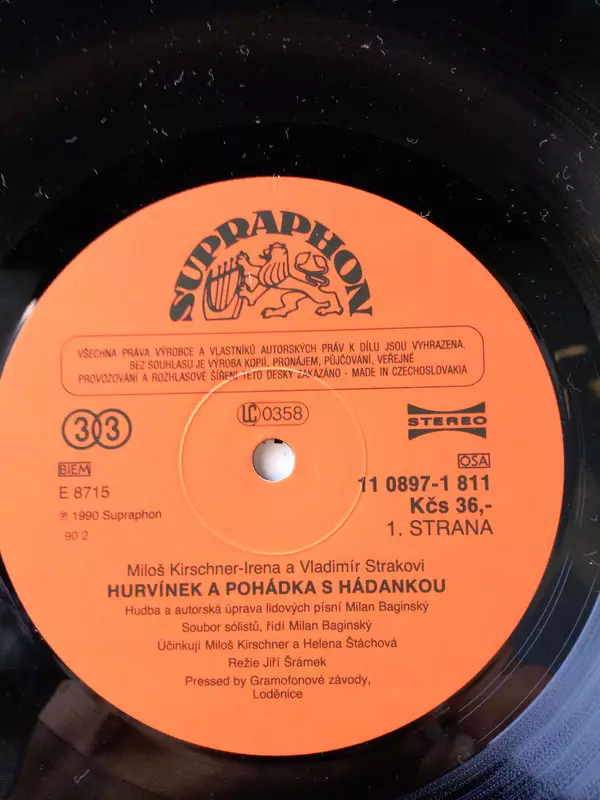 SUPRAPHON
VŠECHNA PRÁVA VÝROBCE A VLASTNÍKŮ AUTORSKÝCH PRÁV K DÍLU JSOU VYHRAZENA.
BEZ SOUHLASU JE VÝROBA KOPIÍ, PRONÁJEM, PŮJČOVÁNÍ, VEŘEJNÉ
PROVOZOVÁNÍ A ROZHLASOVÉ ŠÍŘENÍ TÉTO DESKY ZAKÁZÁNO · MADE IN CZECHOSLOVAKIA
33
LC 0358
STEREO
BIEM
OSA
E 8715
11 0897-1 811
Kčs 36,-
℗ 1990 Supraphon
90 2
1. STRANA
Miloš Kirschner-Irena a Vladimír Strakovi
HURVÍNEK A POHÁDKA S HÁDANKOU
Hudba a autorská úprava lidových písní Milan Baginský
Soubor sólistů, řídí Milan Baginský
Účinkují Miloš Kirschner a Helena Štáchová
Režie Jiří Šrámek
Pressed by Gramofonové závody,
Loděnice